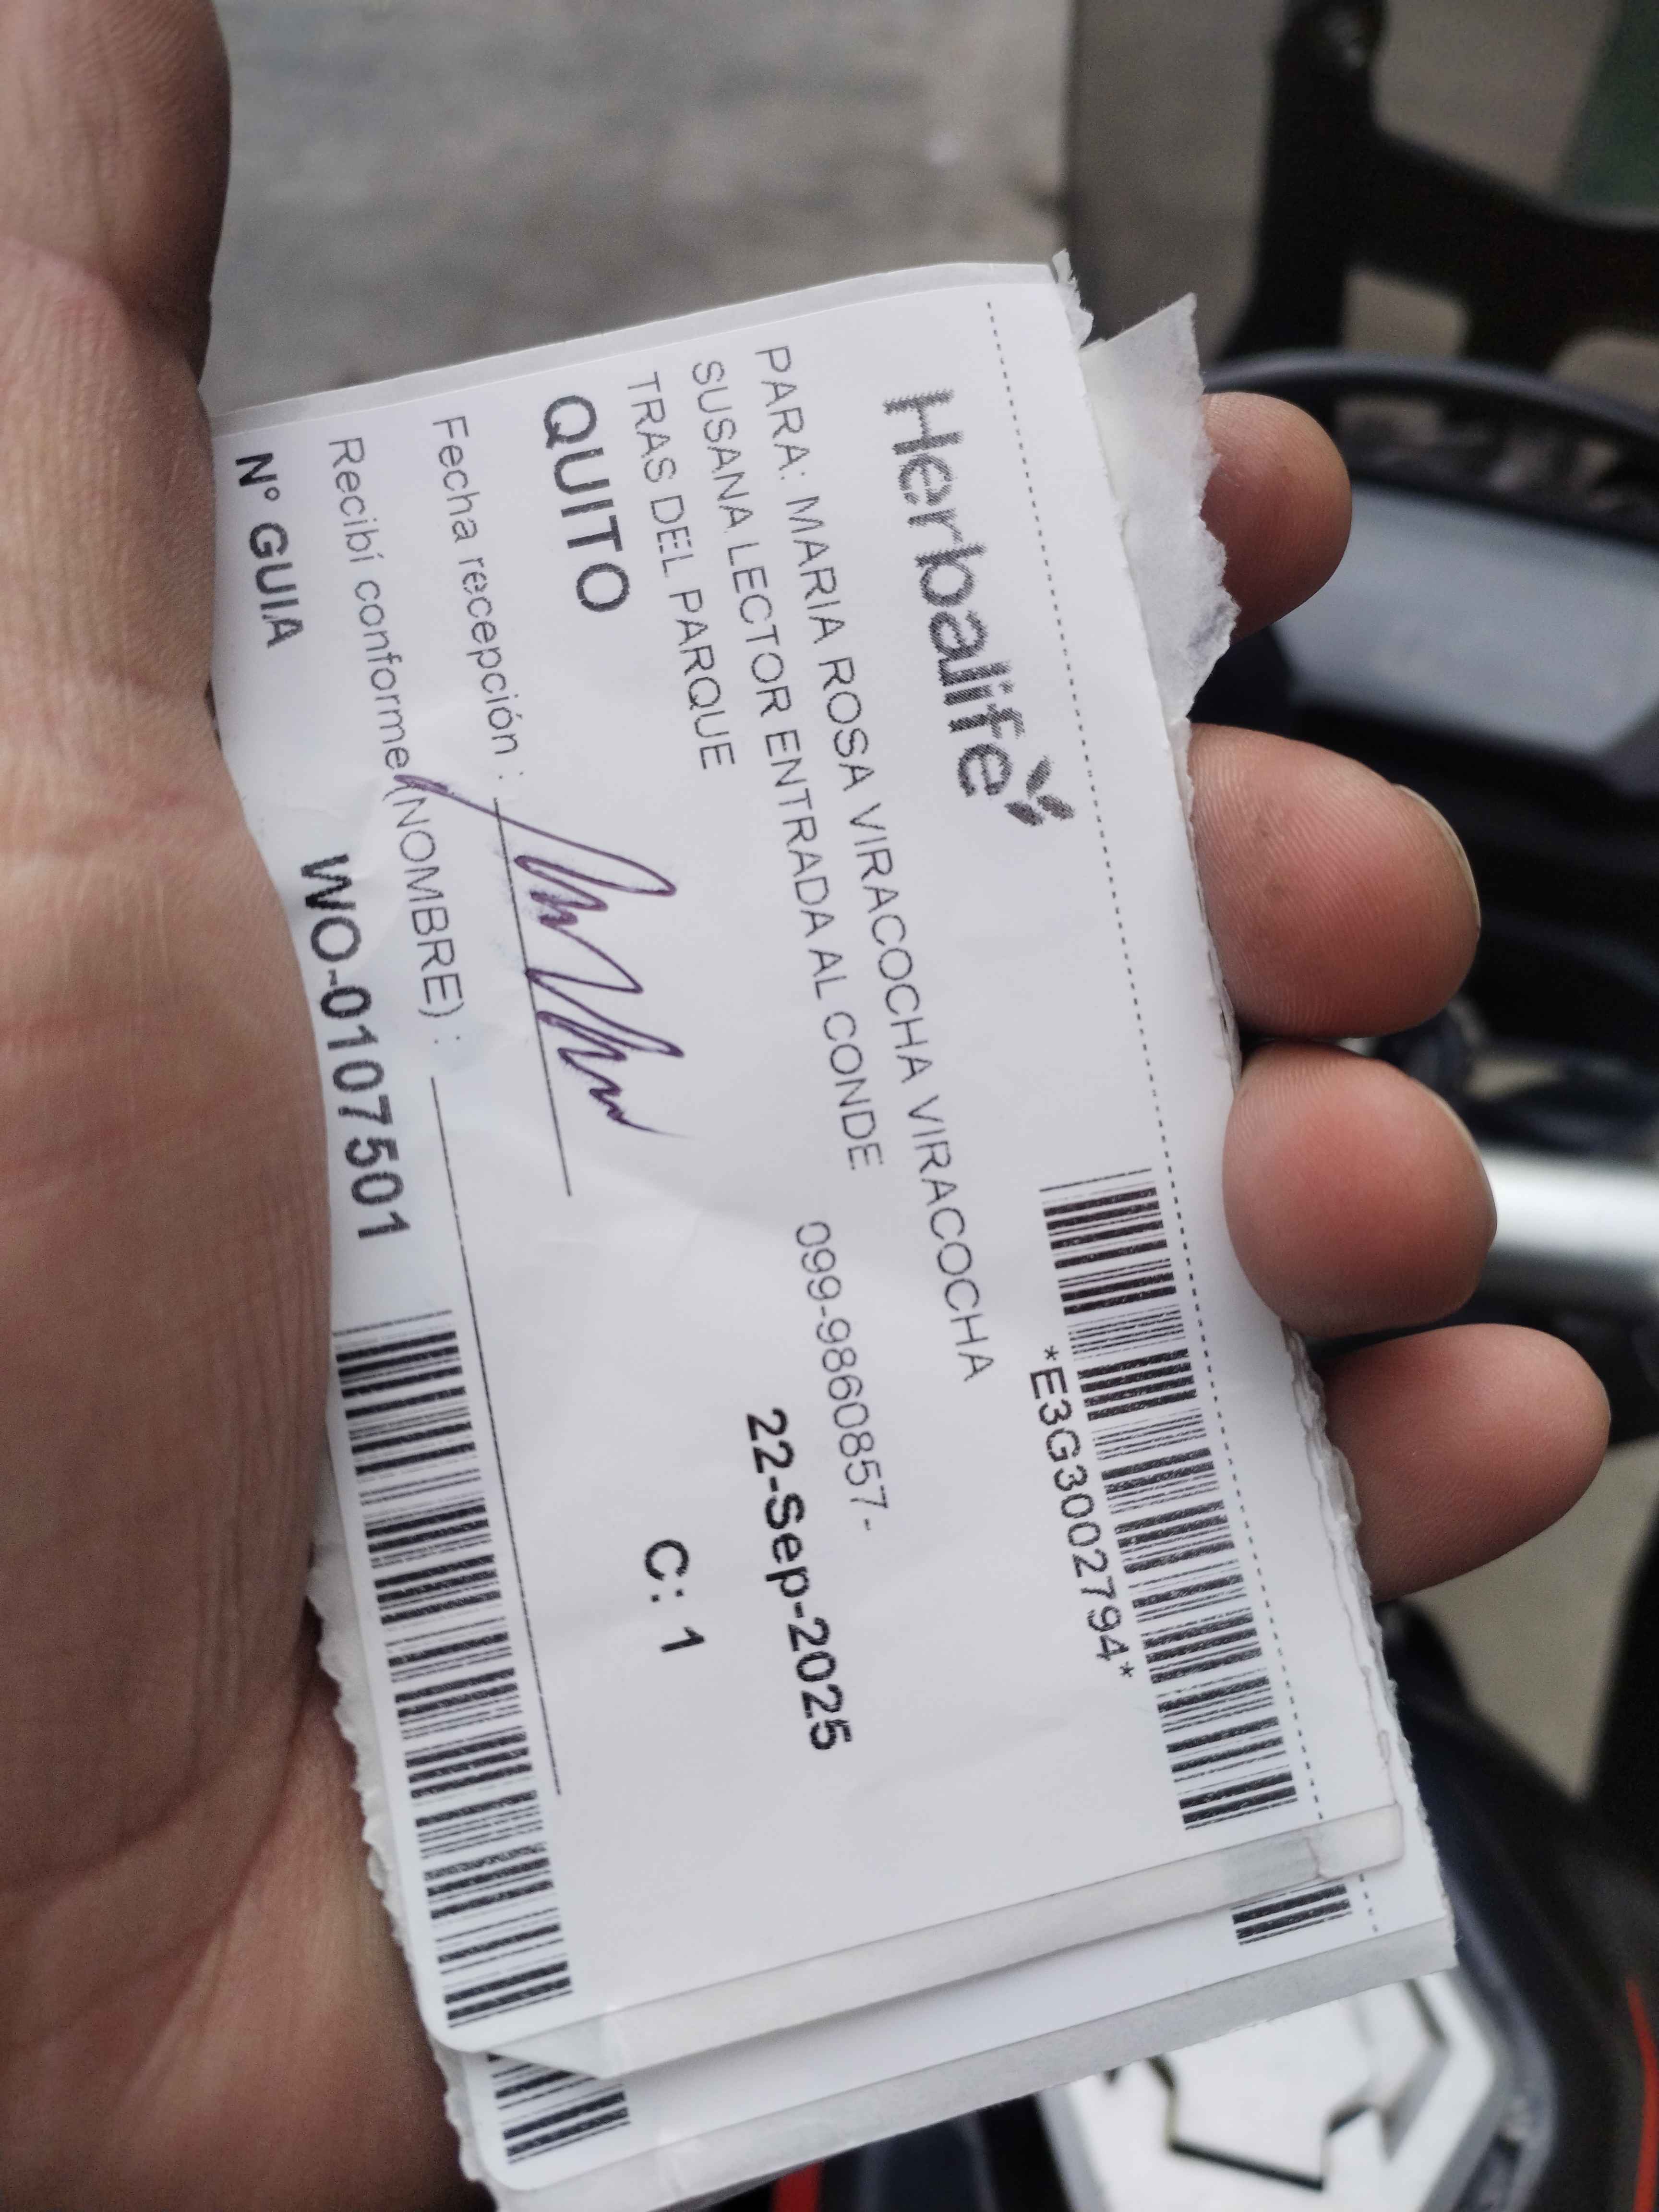 Herbalife
*E3G3002794*
PARA: MARIA ROSA VIRACOCHA VIRACOCHA
SUSANA LECTOR ENTRADA AL CONDE
099-9860857-
TRAS DEL PARQUE
22-Sep-2025
QUITO
C: 1
Fecha recepción :
Recibí conforme (NOMBRE) :
N° GUIA WO-0107501